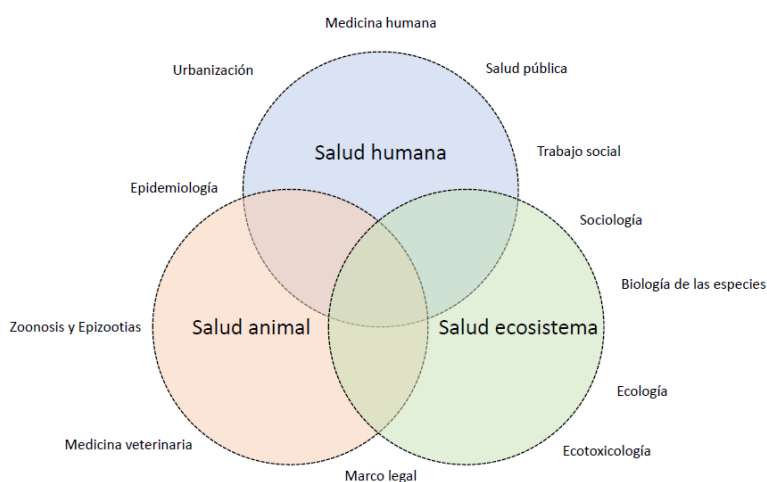 Medicina humana
Urbanización
Salud pública
Salud humana
Trabajo social
Epidemiología
Sociología
Biología de las especies
Zoonosis y Epizootias
Salud animal
Salud ecosistema
Ecología
Medicina veterinaria
Ecotoxicología
Marco legal